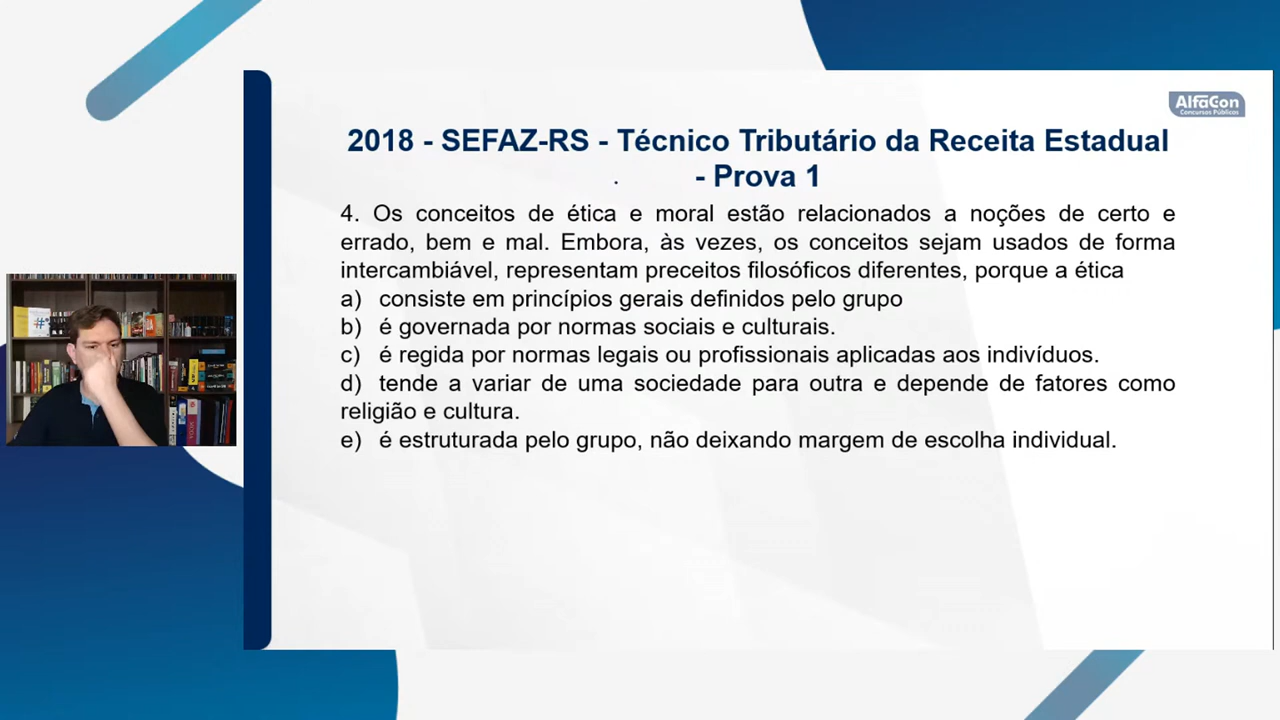 AlfaCon
Concursos Públicos
2018 - SEFAZ-RS - Técnico Tributário da Receita Estadual
- Prova 1
4. Os conceitos de ética e moral estão relacionados a noções de certo e
errado, bem e mal. Embora, às vezes, os conceitos sejam usados de forma
intercambiável, representam preceitos filosóficos diferentes, porque a ética
a) consiste em princípios gerais definidos pelo grupo
b) é governada por normas sociais e culturais.
c) é regida por normas legais ou profissionais aplicadas aos indivíduos.
d) tende a variar de uma sociedade para outra e depende de fatores como
religião e cultura.
e) é estruturada pelo grupo, não deixando margem de escolha individual.